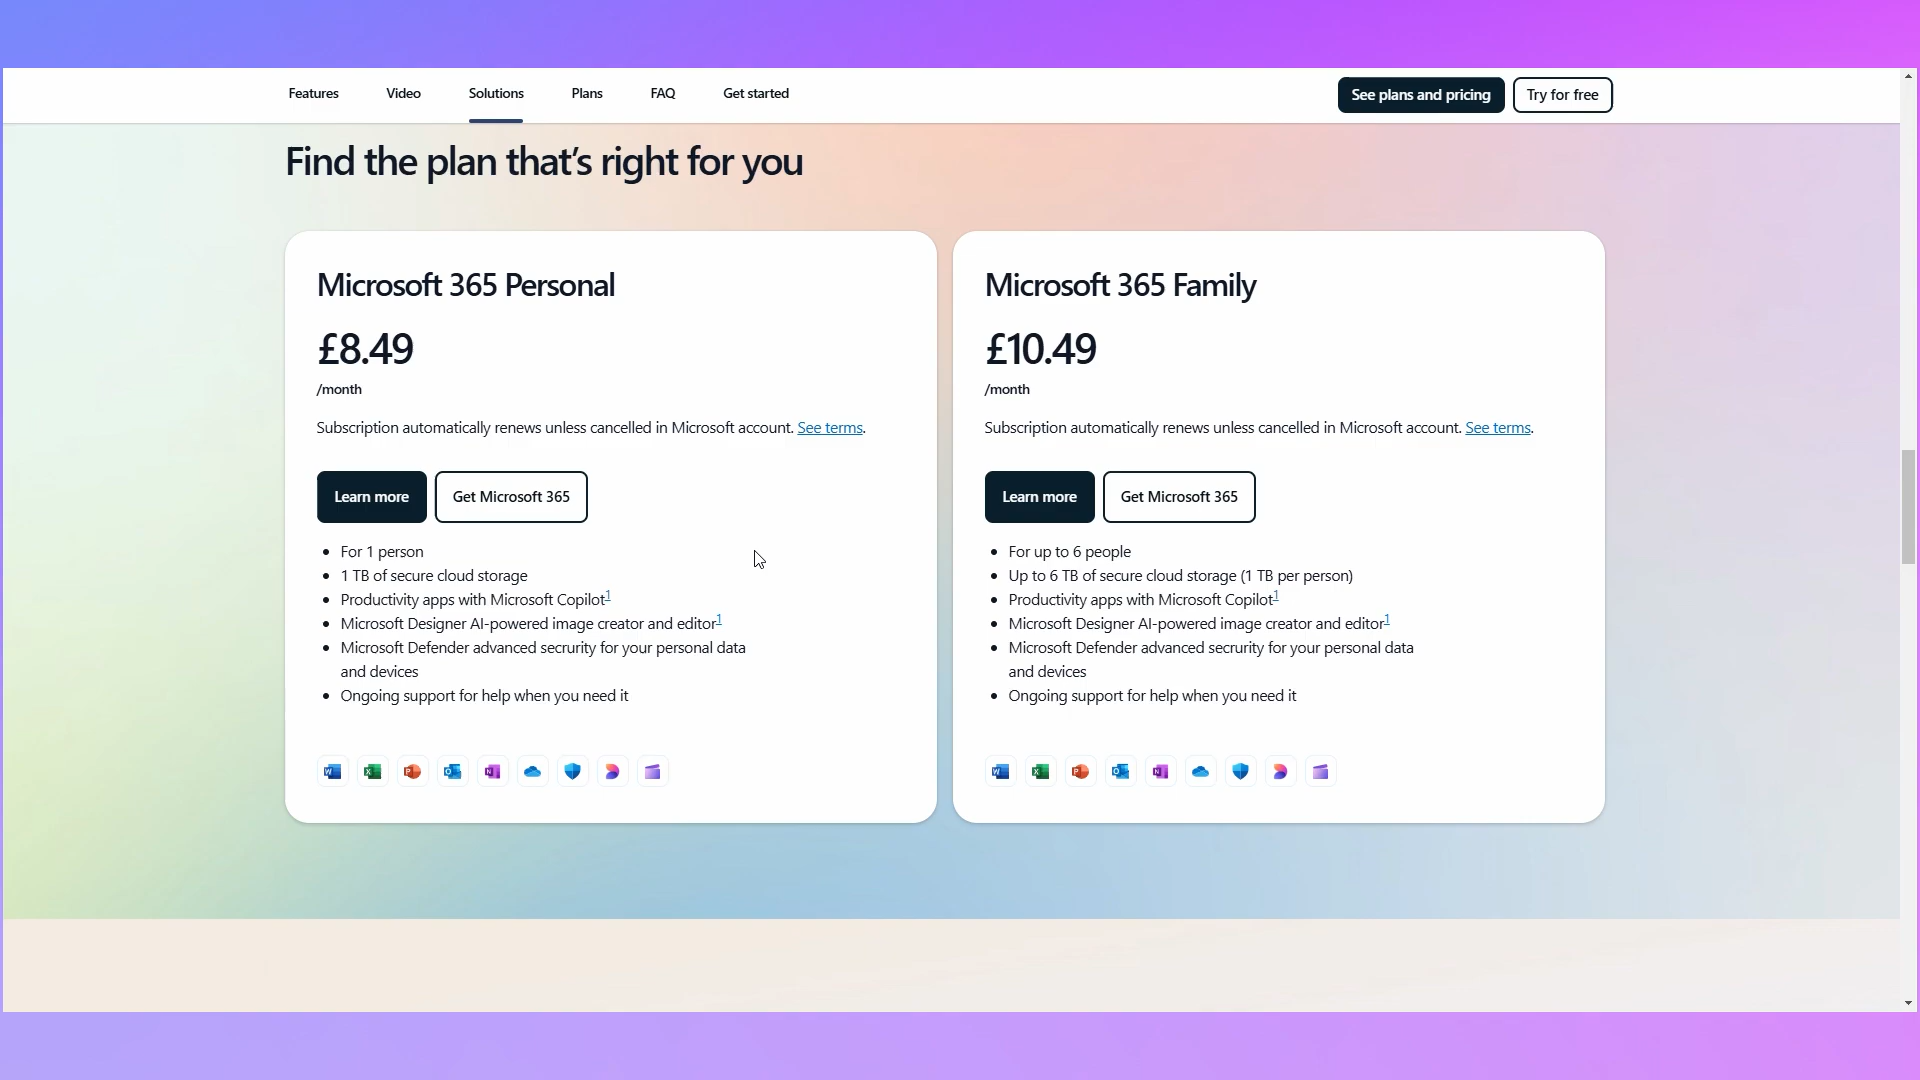 Features Video Solutions Plans FAQ Get started See plans and pricing Try for free
Find the plan that's right for you
Microsoft 365 Personal
£8.49
/month
Subscription automatically renews unless cancelled in Microsoft account. See terms.
Learn more Get Microsoft 365
• For 1 person
• 1 TB of secure cloud storage
• Productivity apps with Microsoft Copilot1
• Microsoft Designer AI-powered image creator and editor1
• Microsoft Defender advanced secrurity for your personal data
and devices
• Ongoing support for help when you need it
Microsoft 365 Family
£10.49
/month
Subscription automatically renews unless cancelled in Microsoft account. See terms.
Learn more Get Microsoft 365
• For up to 6 people
• Up to 6 TB of secure cloud storage (1 TB per person)
• Productivity apps with Microsoft Copilot1
• Microsoft Designer AI-powered image creator and editor1
• Microsoft Defender advanced secrurity for your personal data
and devices
• Ongoing support for help when you need it